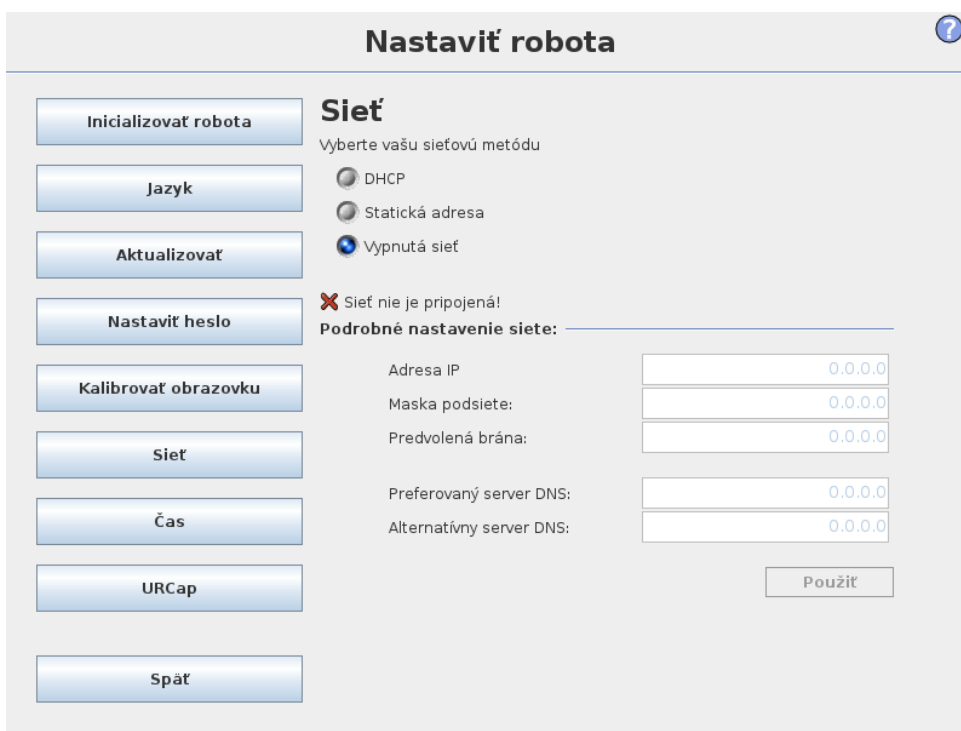 Nastaviť robota
?
Inicializovať robota
Jazyk
Aktualizovať
Nastaviť heslo
Kalibrovať obrazovku
Sieť
Čas
URCap
Späť
Sieť
Vyberte vašu sieťovú metódu
DHCP
Statická adresa
Vypnutá sieť
Sieť nie je pripojená!
Podrobné nastavenie siete:
Adresa IP 0.0.0.0
Maska podsiete: 0.0.0.0
Predvolená brána: 0.0.0.0
Preferovaný server DNS: 0.0.0.0
Alternatívny server DNS: 0.0.0.0
Použiť